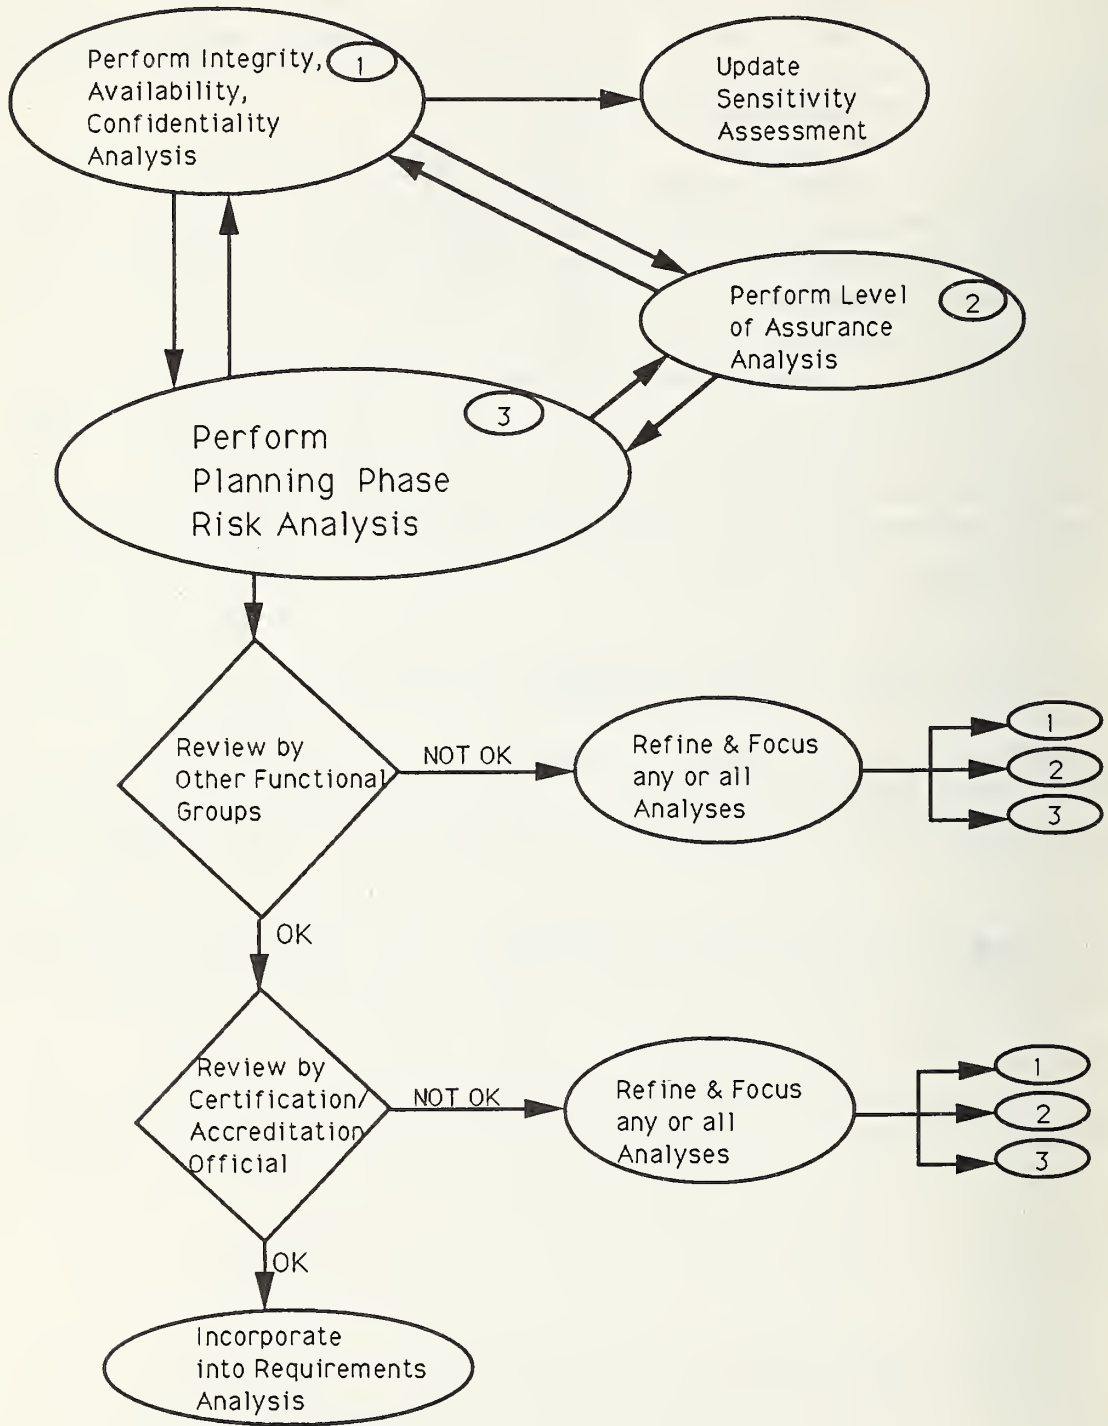 Perform Integrity,
Availability,
Confidentiality
Analysis
1
Update
Sensitivity
Assessment
Perform Level
of Assurance
Analysis
2
3
Perform
Planning Phase
Risk Analysis
Review by
Other Functional
Groups
NOT OK
Refine & Focus
any or all
Analyses
1
2
3
OK
Review by
Certification/
Accreditation
Official
NOT OK
Refine & Focus
any or all
Analyses
1
2
3
OK
Incorporate
into Requirements
Analysis